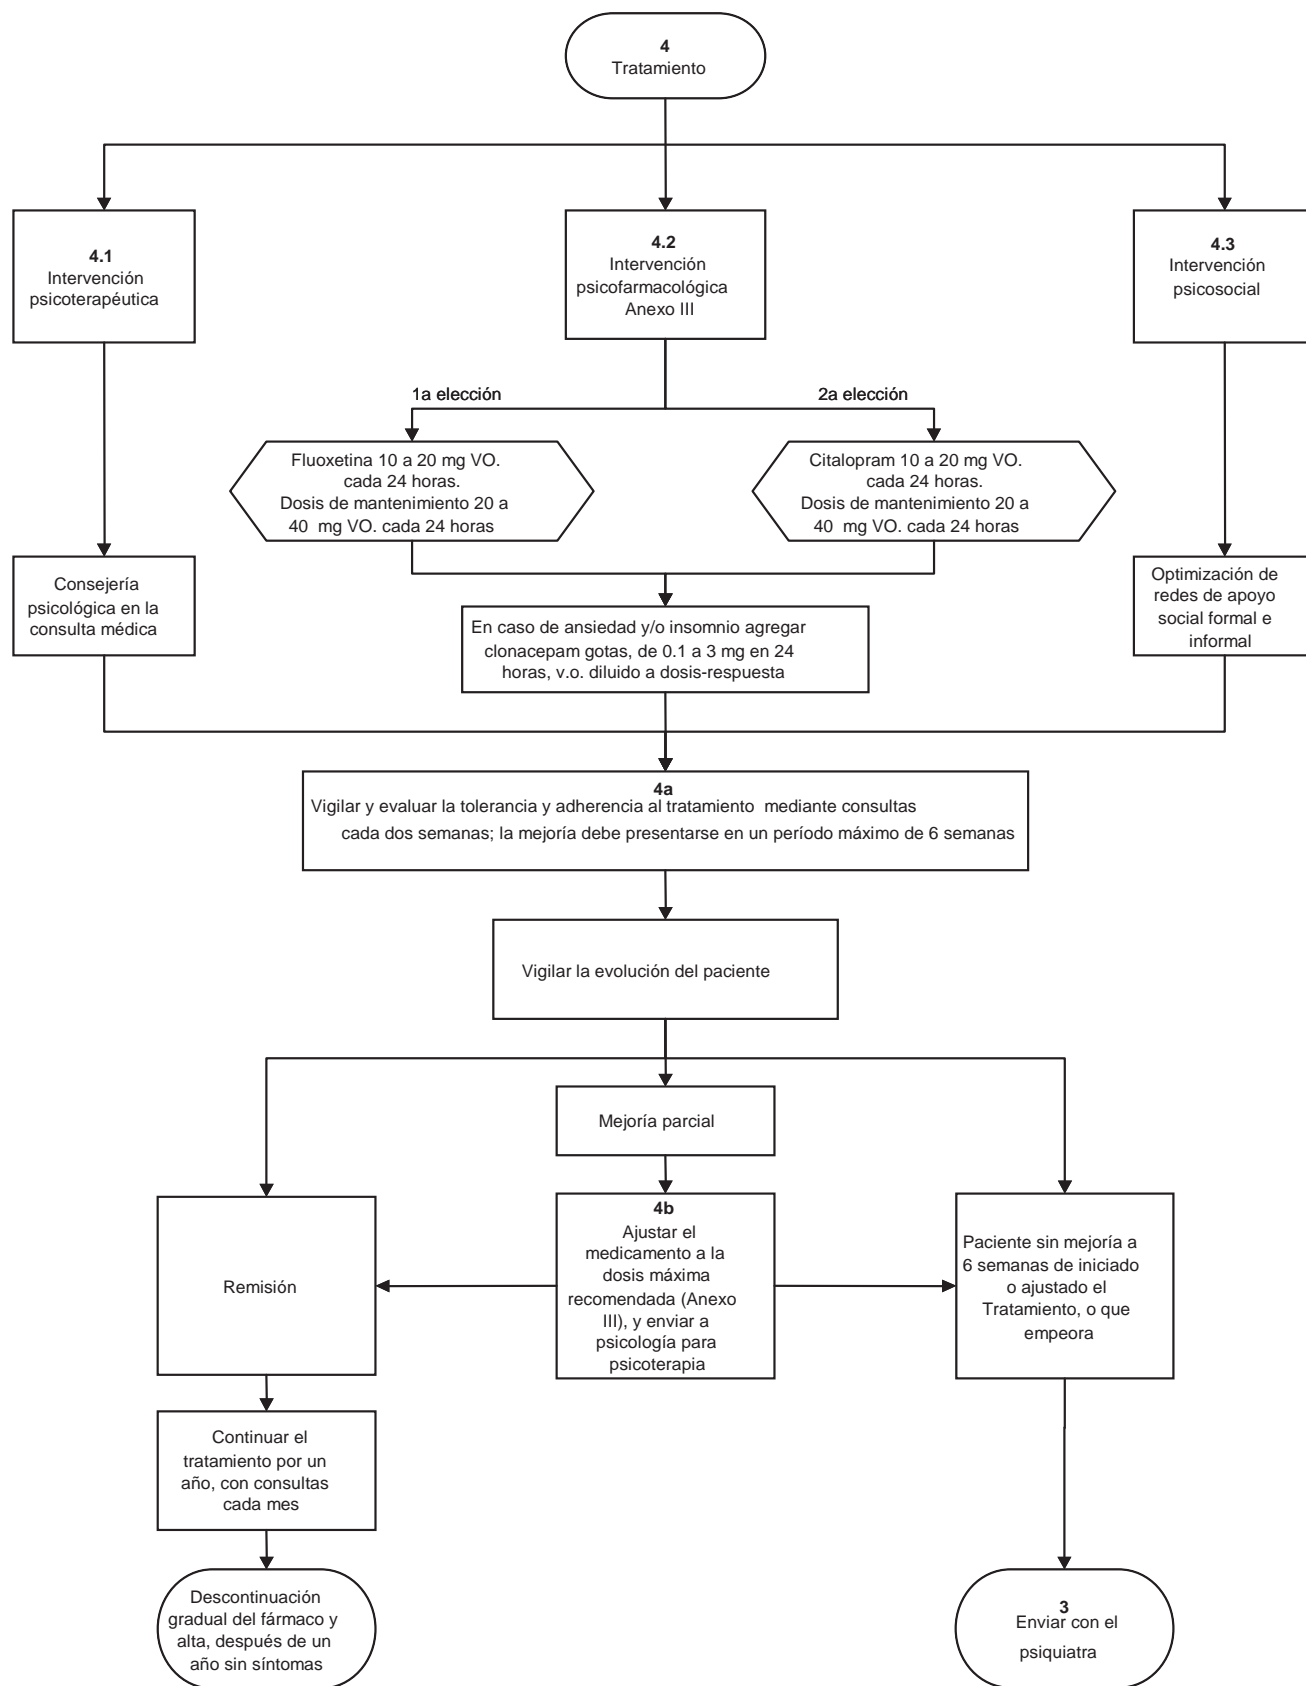 4
Tratamiento
4.1
Intervención
psicoterapéutica
4.2
Intervención
psicofarmacológica
Anexo III
4.3
Intervención
psicosocial
1a elección
2a elección
Fluoxetina 10 a 20 mg VO.
cada 24 horas.
Dosis de mantenimiento 20 a
40 mg VO. cada 24 horas
Citalopram 10 a 20 mg VO.
cada 24 horas.
Dosis de mantenimiento 20 a
40 mg VO. cada 24 horas
Consejería
psicológica en la
consulta médica
En caso de ansiedad y/o insomnio agregar
clonacepam gotas, de 0.1 a 3 mg en 24
horas, v.o. diluido a dosis-respuesta
Optimización de
redes de apoyo
social formal e
informal
4a
Vigilar y evaluar la tolerancia y adherencia al tratamiento mediante consultas
cada dos semanas; la mejoría debe presentarse en un período máximo de 6 semanas
Vigilar la evolución del paciente
Mejoría parcial
Remisión
4b
Ajustar el
medicamento a la
dosis máxima
recomendada (Anexo
III), y enviar a
psicología para
psicoterapia
Paciente sin mejoría a
6 semanas de iniciado
o ajustado el
Tratamiento, o que
empeora
Continuar el
tratamiento por un
año, con consultas
cada mes
Descontinuación
gradual del fármaco y
alta, después de un
año sin síntomas
3
Enviar con el
psiquiatra